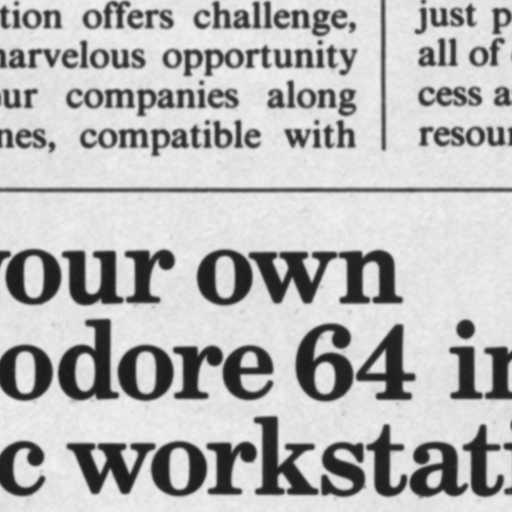 tion offers challenge,
marvelous opportunity
our companies along
nes, compatible with
just p
all of
cess a
resour
your own
odore 64 in
c workstati